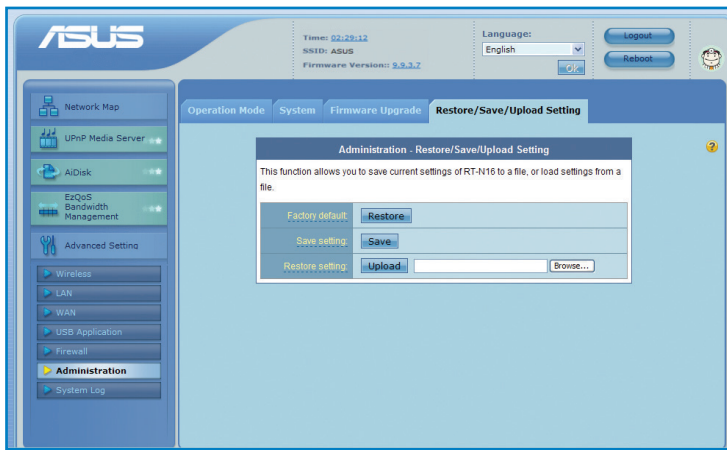 ASUS
Time: 02:29:12
SSID: ASUS
Firmware Version:: 9.9.3.7
Language:
English
Ok
Logout
Reboot
Network Map
UPnP Media Server
AiDisk
EzQoS
Bandwidth
Management
Advanced Setting
Wireless
LAN
WAN
USB Application
Firewall
Administration
System Log
Operation Mode
System
Firmware Upgrade
Restore/Save/Upload Setting
Administration - Restore/Save/Upload Setting
This function allows you to save current settings of RT-N16 to a file, or load settings from a
file.
Factory default: Restore
Save setting: Save
Restore setting: Upload Browse...
?